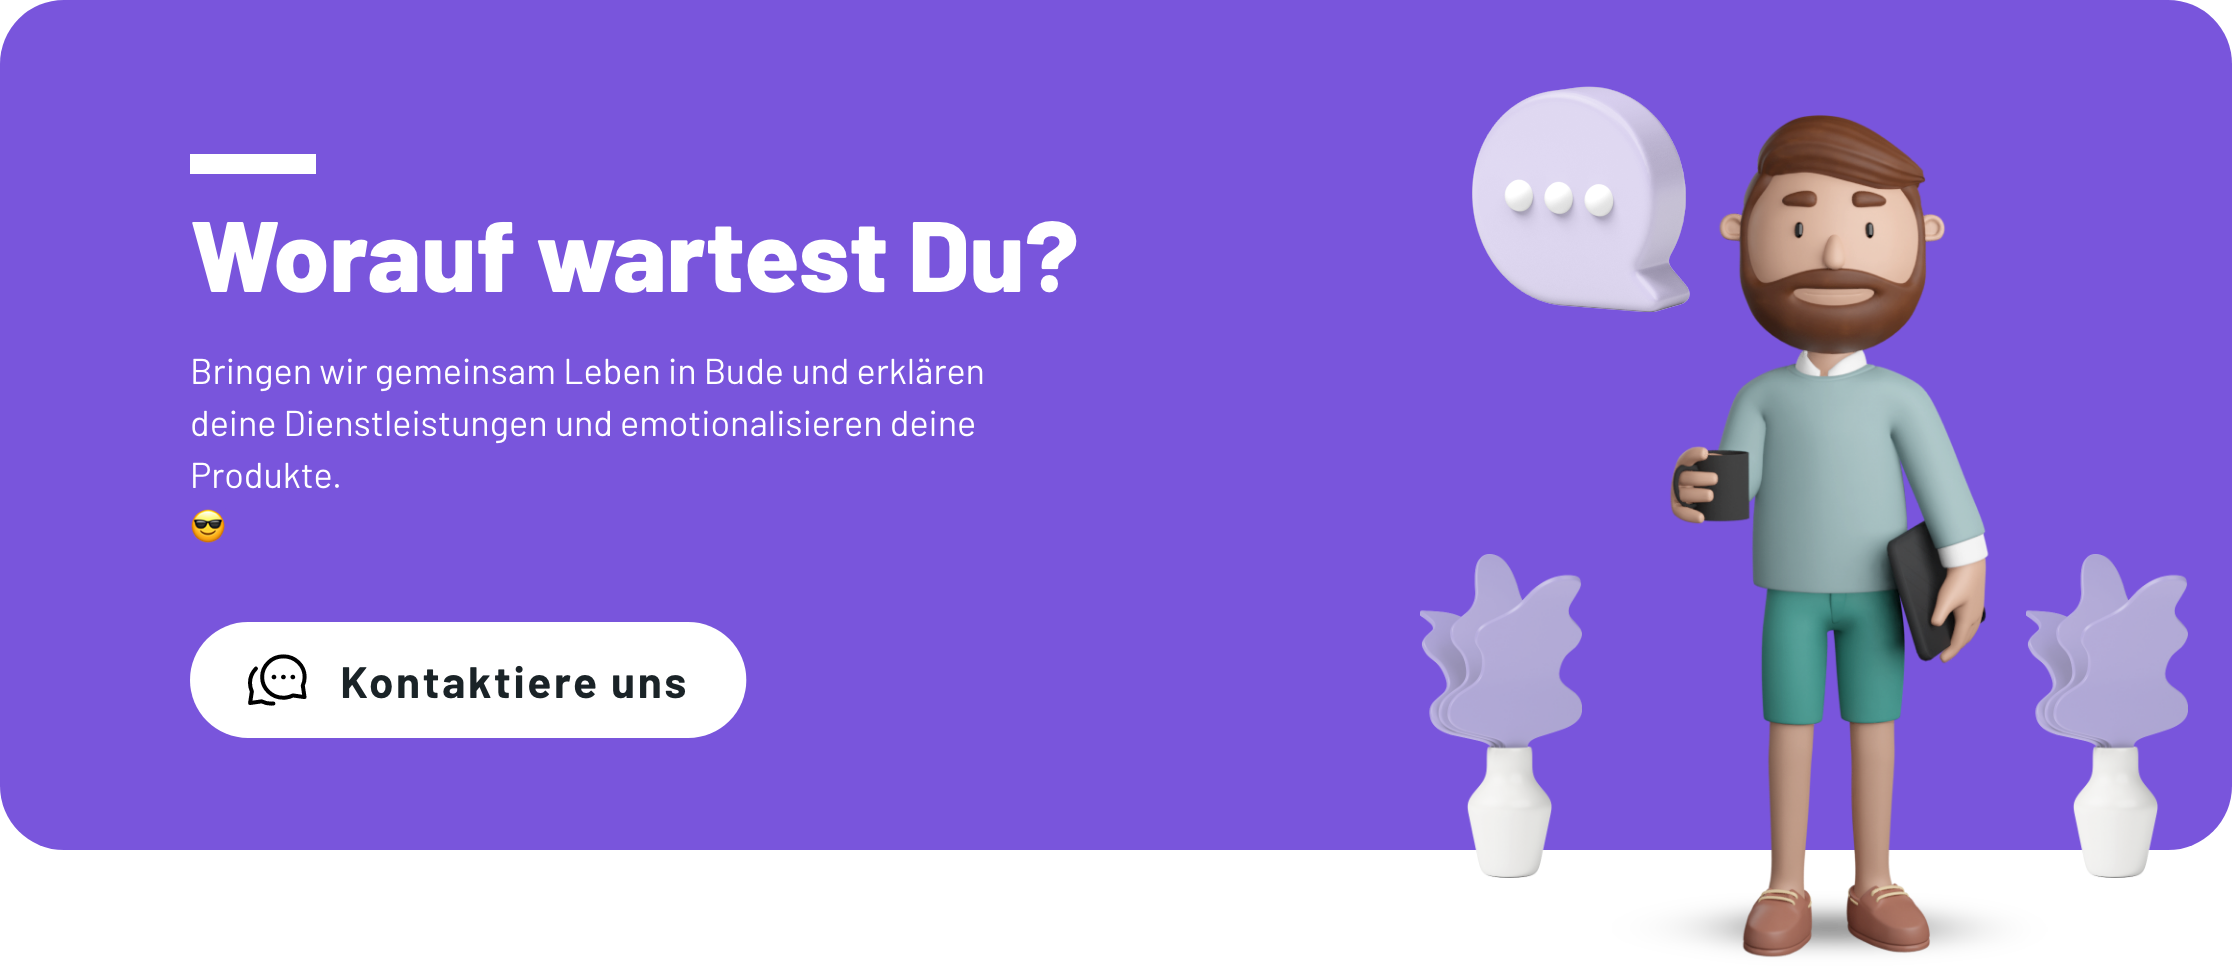 Worauf wartest Du?
Bringen wir gemeinsam Leben in Bude und erklären
deine Dienstleistungen und emotionalisieren deine
Produkte.
😎
Kontaktiere uns